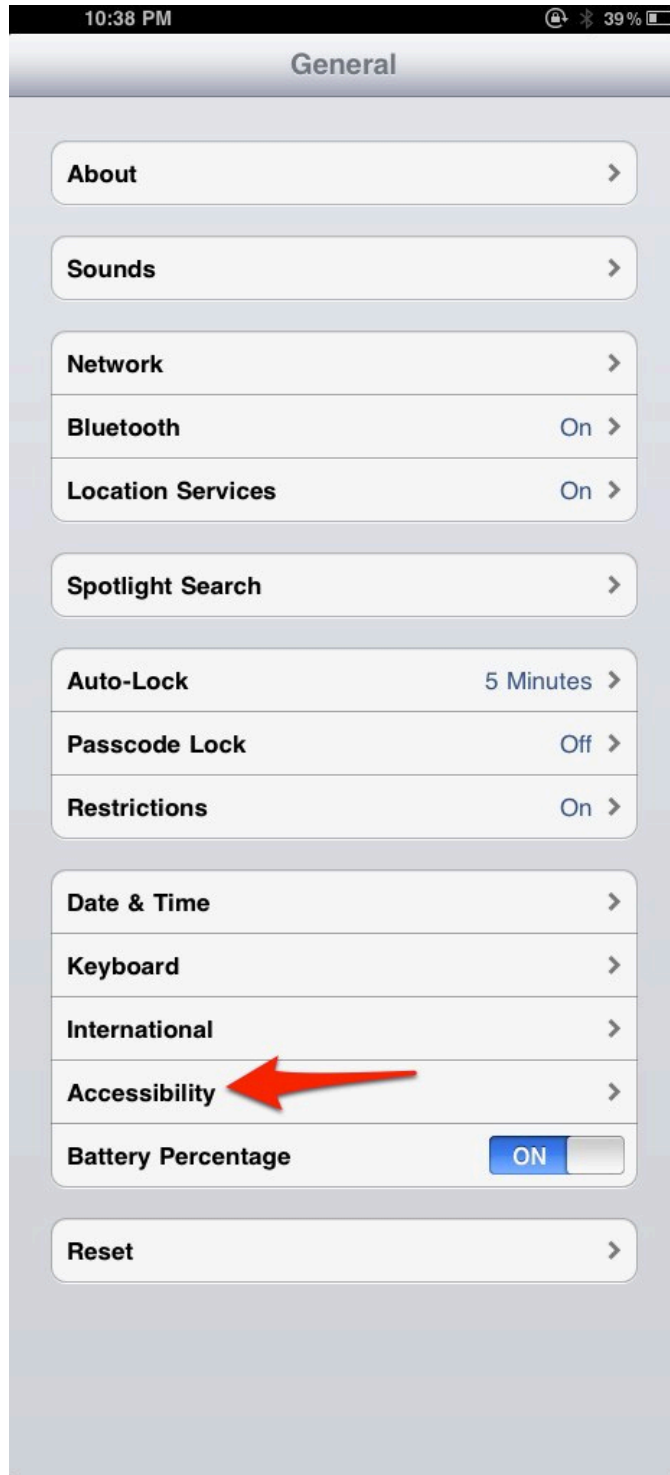 10:38 PM 39%
General
About
Sounds
Network
Bluetooth On
Location Services On
Spotlight Search
Auto-Lock 5 Minutes
Passcode Lock Off
Restrictions On
Date & Time
Keyboard
International
Accessibility
Battery Percentage ON
Reset